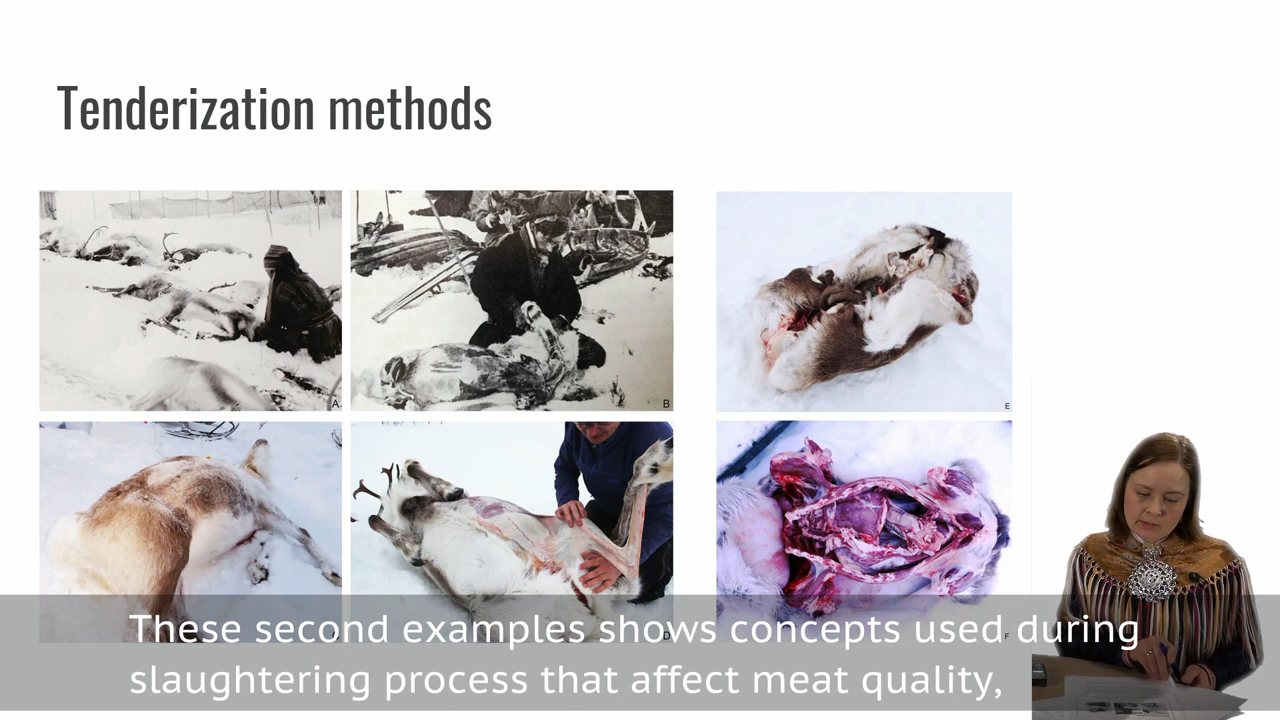 Tenderization methods
A
B
E
D
F
These second examples shows concepts used during
slaughtering process that affect meat quality,